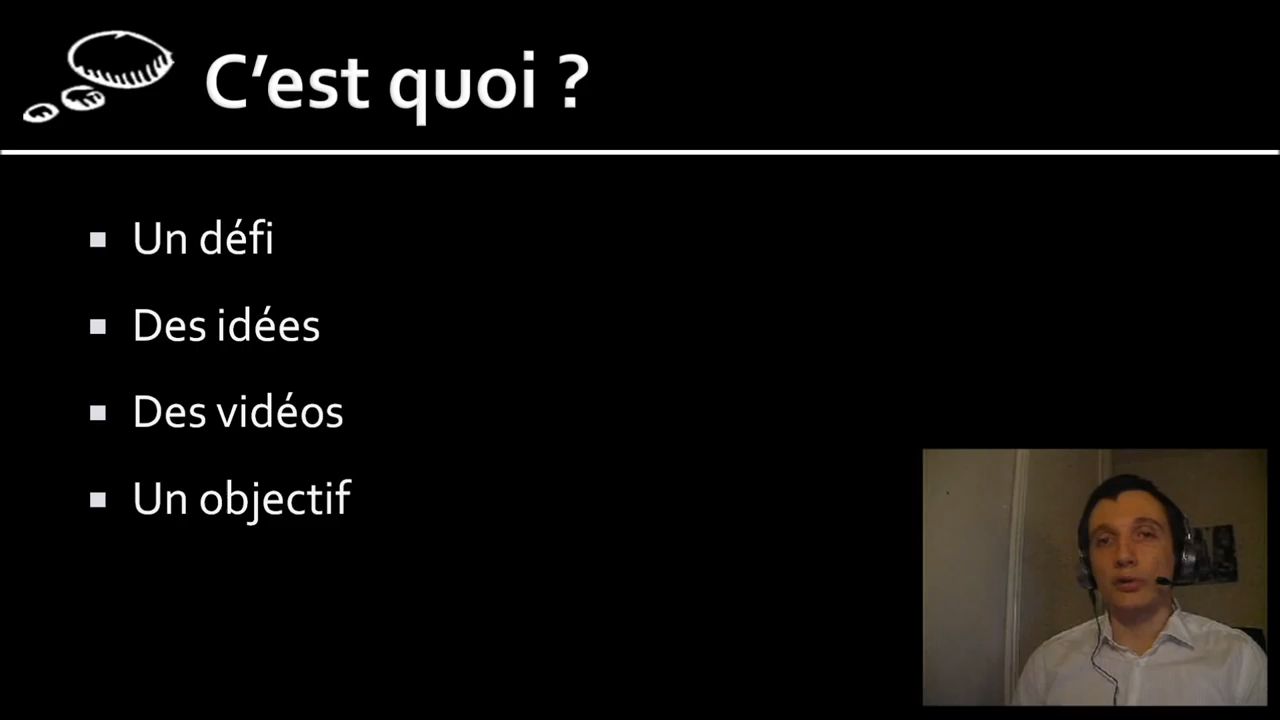 C'est quoi ?
Un défi
Des idées
Des vidéos
Un objectif